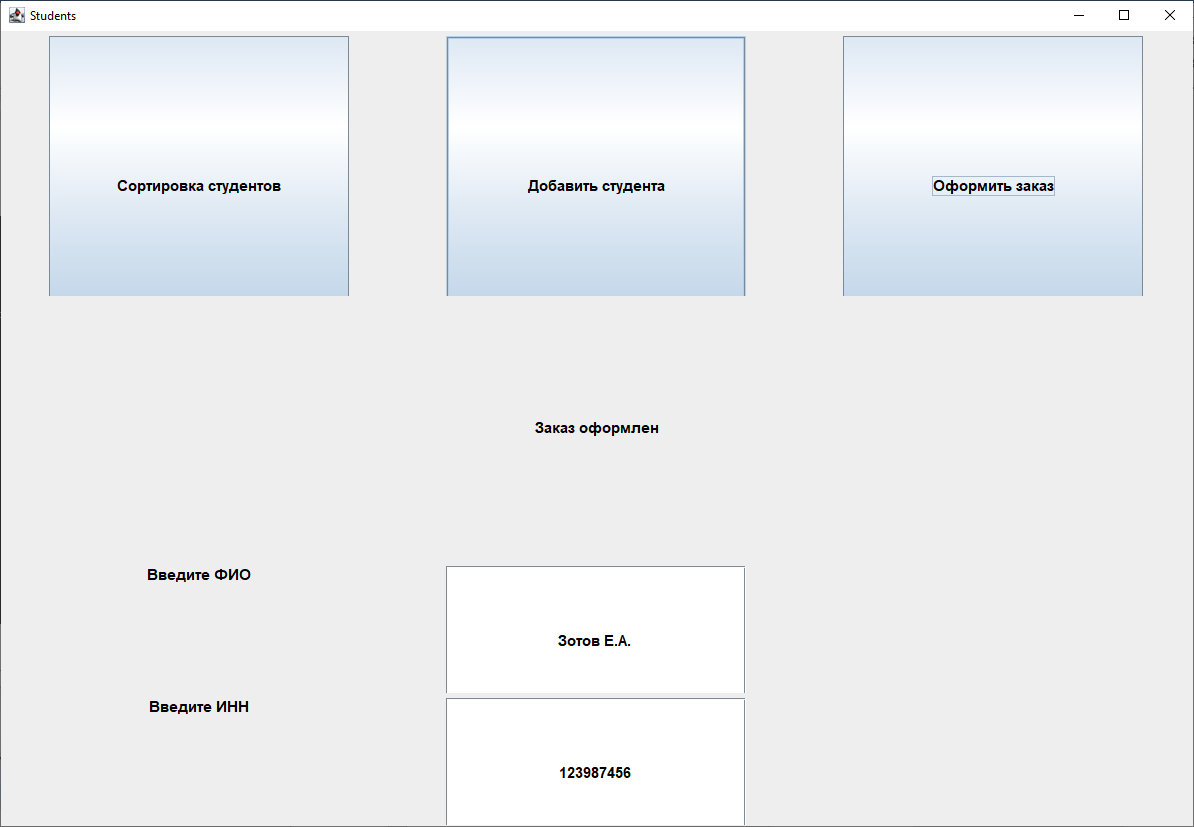 Students
Сортировка студентов
Добавить студента
Оформить заказ
Заказ оформлен
Введите ФИО
Зотов Е.А.
Введите ИНН
123987456